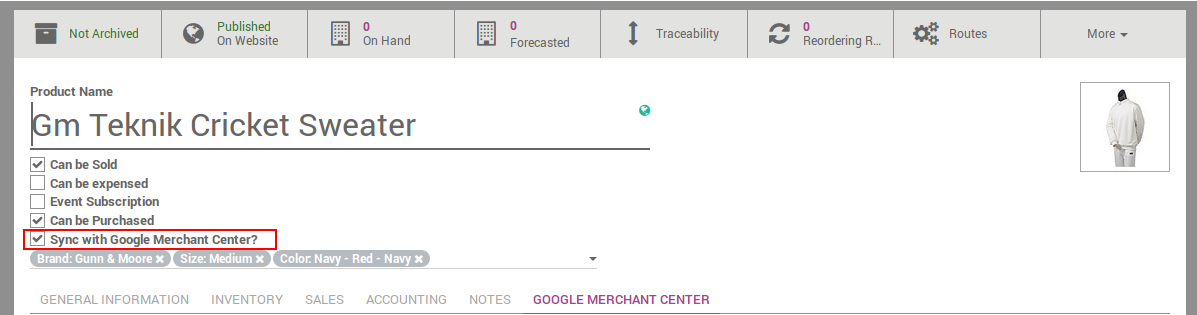 Not Archived
Published
On Website
0
On Hand
0
Forecasted
Traceability
0
Reordering R...
Routes
More
Product Name
Gm Teknik Cricket Sweater
Can be Sold
Can be expensed
Event Subscription
Can be Purchased
Sync with Google Merchant Center?
Brand: Gunn & Moore Size: Medium Color: Navy - Red - Navy
GENERAL INFORMATION INVENTORY SALES ACCOUNTING NOTES GOOGLE MERCHANT CENTER